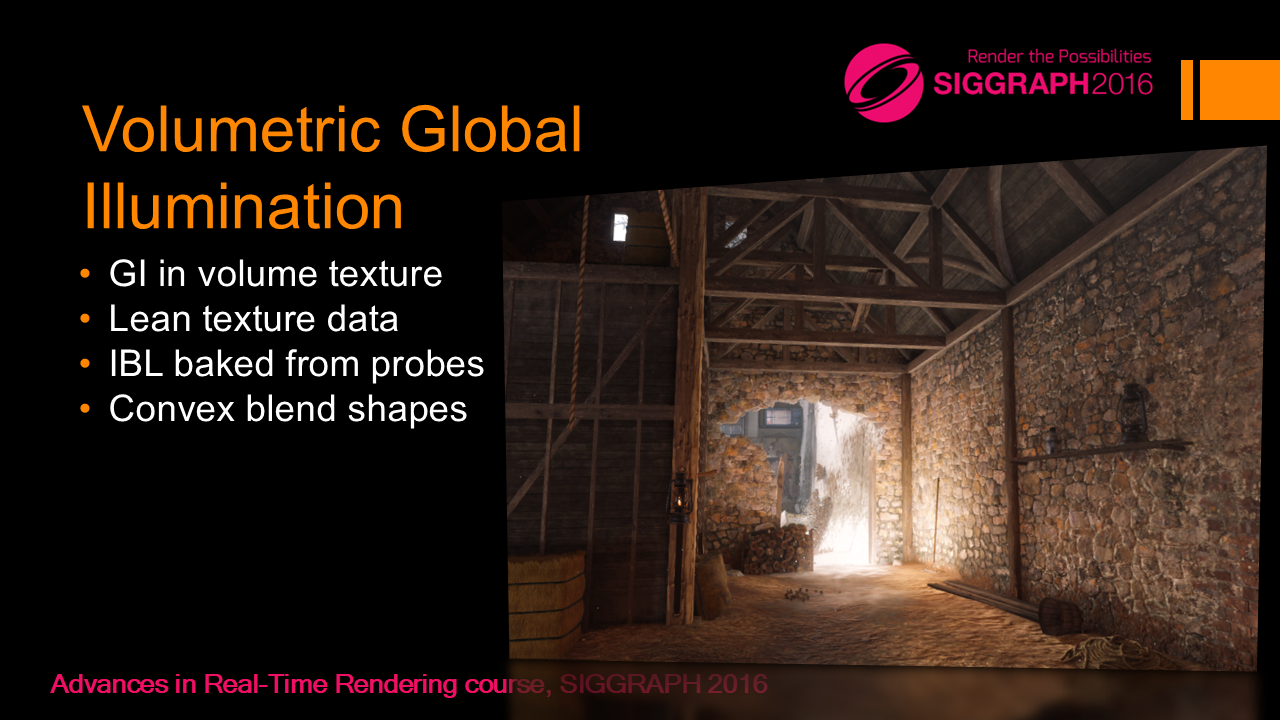 Render the Possibilities
SIGGRAPH2016
Volumetric Global
Illumination
• GI in volume texture
• Lean texture data
• IBL baked from probes
• Convex blend shapes
Advances in Real-Time Rendering course, SIGGRAPH 2016